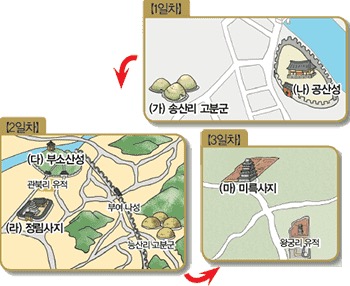 【1일차】
(나) 공산성
(가) 송산리 고분군
【2일차】
(다) 부소산성
관북리 유적
부여 나성
(라) 정림사지
능산리 고분군
【3일차】
(마) 미륵사지
왕궁리 유적